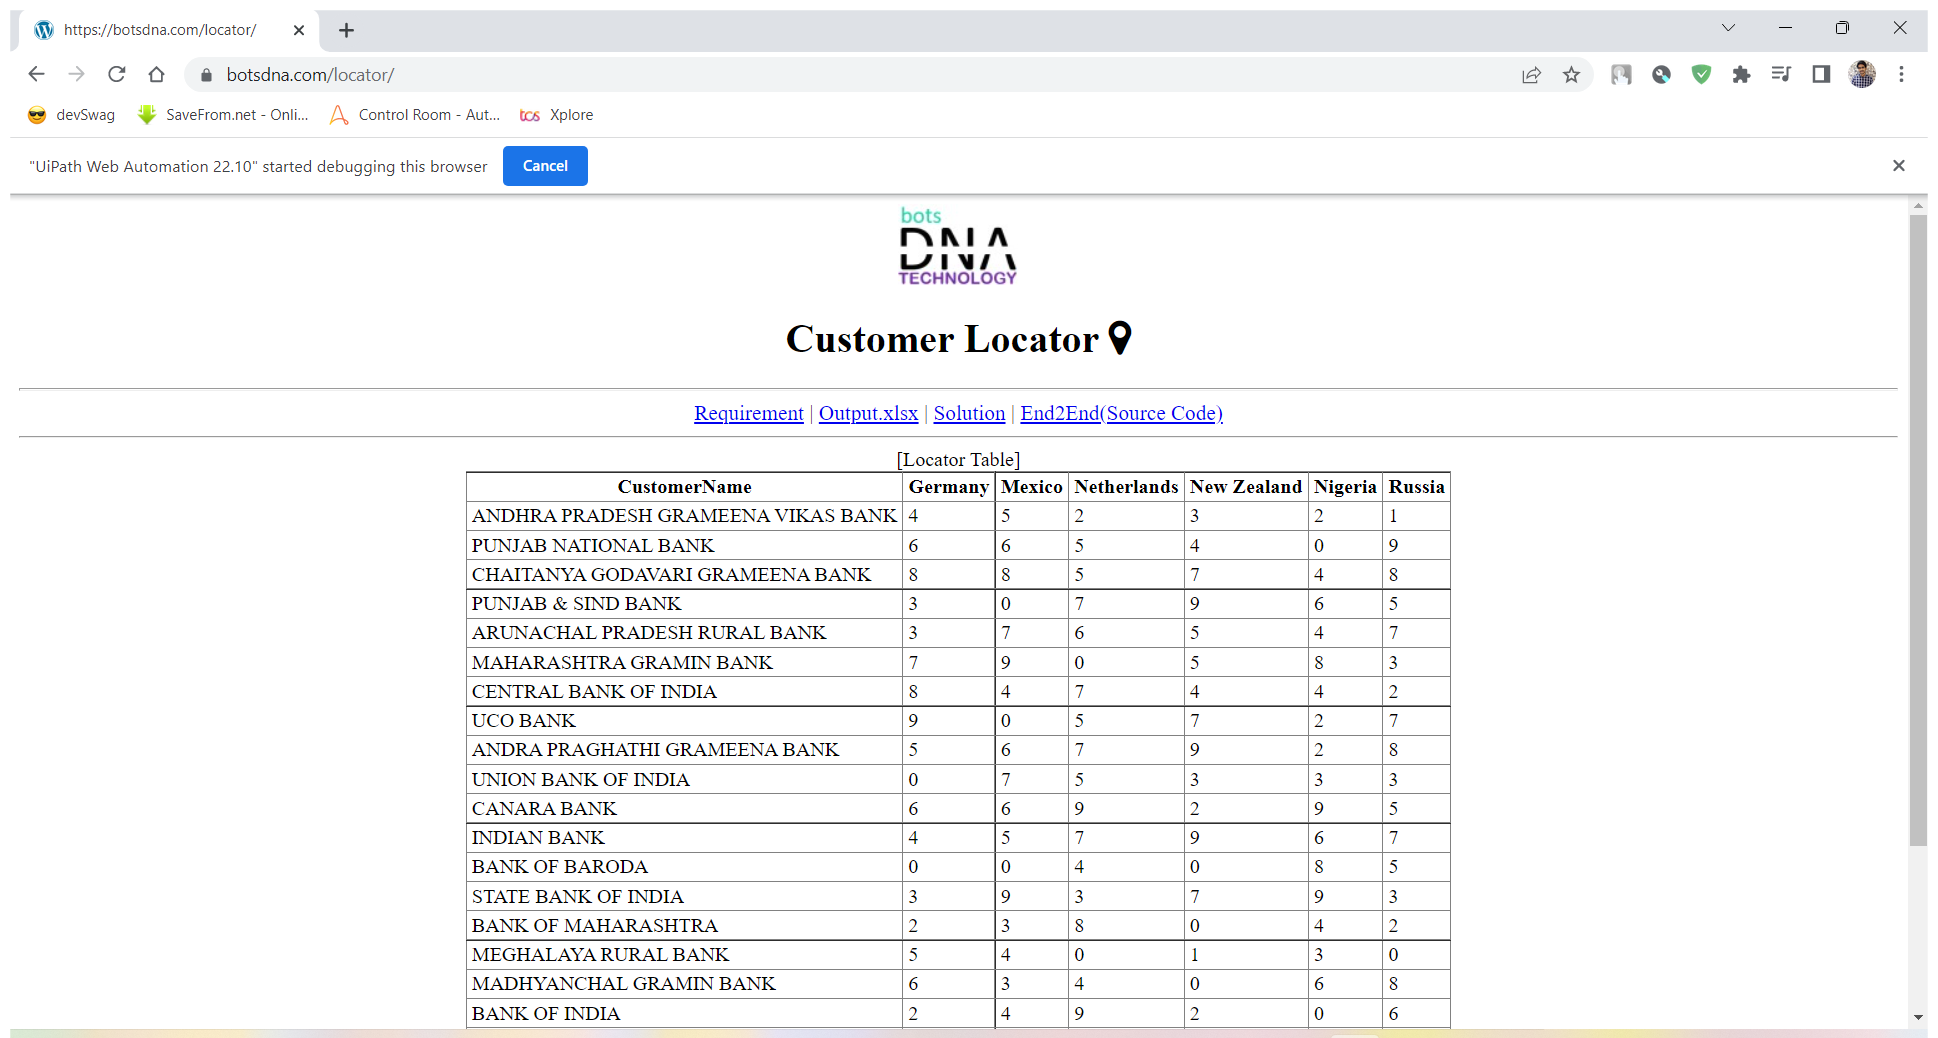 https://botsdna.com/locator/
botsdna.com/locator/
devSwag SaveFrom.net - Onli... Control Room - Aut... tcs Xplore
"UiPath Web Automation 22.10" started debugging this browser Cancel
bots
DNA
TECHNOLOGY
Customer Locator
Requirement | Output.xlsx | Solution | End2End(Source Code)
[Locator Table]
CustomerName Germany Mexico Netherlands New Zealand Nigeria Russia
ANDHRA PRADESH GRAMEENA VIKAS BANK 4 5 2 3 2 1
PUNJAB NATIONAL BANK 6 6 5 4 0 9
CHAITANYA GODAVARI GRAMEENA BANK 8 8 5 7 4 8
PUNJAB & SIND BANK 3 0 7 9 6 5
ARUNACHAL PRADESH RURAL BANK 3 7 6 5 4 7
MAHARASHTRA GRAMIN BANK 7 9 0 5 8 3
CENTRAL BANK OF INDIA 8 4 7 4 4 2
UCO BANK 9 0 5 7 2 7
ANDRA PRAGHATHI GRAMEENA BANK 5 6 7 9 2 8
UNION BANK OF INDIA 0 7 5 3 3 3
CANARA BANK 6 6 9 2 9 5
INDIAN BANK 4 5 7 9 6 7
BANK OF BARODA 0 0 4 0 8 5
STATE BANK OF INDIA 3 9 3 7 9 3
BANK OF MAHARASHTRA 2 3 8 0 4 2
MEGHALAYA RURAL BANK 5 4 0 1 3 0
MADHYANCHAL GRAMIN BANK 6 3 4 0 6 8
BANK OF INDIA 2 4 9 2 0 6